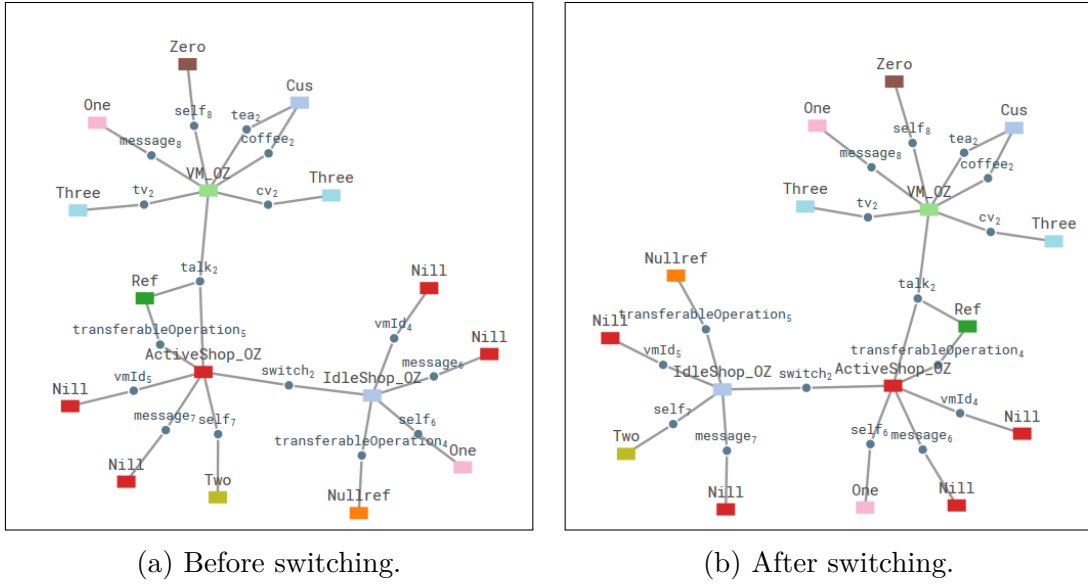 Zero
Cus
One
self₈
tea₂
message₈
coffee₂
VM_OZ
Three
tv₂
cv₂
Three
talk₂
Ref
Nill
transferableOperation₅
vmId₄
Nill
ActiveShop_OZ
message₆
switch₂
IdleShop_OZ
vmId₅
Nill
message₇
self₇
self₆
transferableOperation₄
One
Nill
Two
Nullref
(a) Before switching.
Zero
One
Cus
self₈
tea₂
message₈
coffee₂
VM_OZ
Three
tv₂
cv₂
Three
Nullref
talk₂
Ref
transferableOperation₅
Nill
vmId₅
transferableOperation₄
IdleShop_OZ
switch₂
ActiveShop_OZ
vmId₄
self₇
Nill
Two
message₇
self₆
message₆
Nill
One
Nill
(b) After switching.